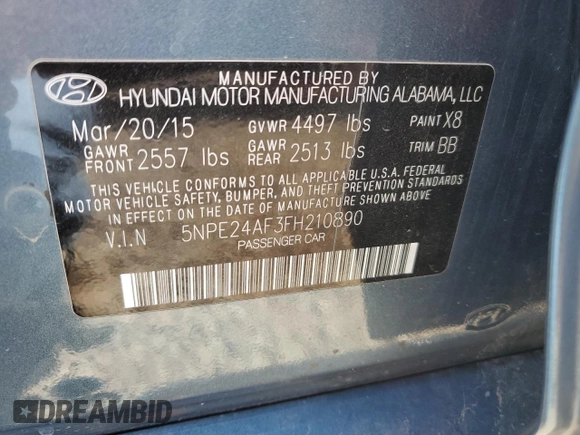 MANUFACTURED BY
HYUNDAI MOTOR MANUFACTURING ALABAMA, LLC
Mar/20/15 GVWR 4497 lbs PAINT X8
GAWR FRONT 2557 lbs GAWR REAR 2513 lbs TRIM BB
THIS VEHICLE CONFORMS TO ALL APPLICABLE U.S.A. FEDERAL
MOTOR VEHICLE SAFETY, BUMPER, AND THEFT PREVENTION STANDARDS
IN EFFECT ON THE DATE OF MANUFACTURE SHOWN ABOVE.
V.I.N 5NPE24AF3FH210890
PASSENGER CAR
DREAMBID